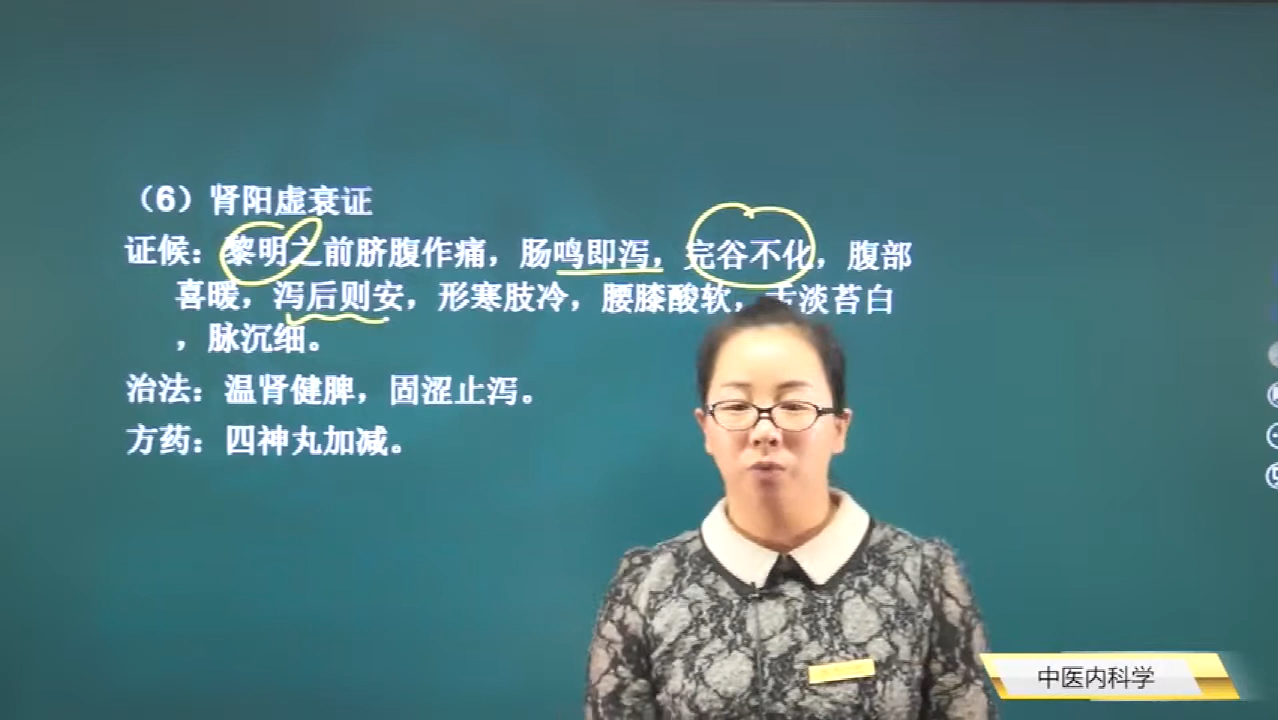 （6）肾阳虚衰证
证候：黎明之前脐腹作痛，肠鸣即泻，完谷不化，腹部
喜暖，泻后则安，形寒肢冷，腰膝酸软，舌淡苔白
，脉沉细。
治法：温肾健脾，固涩止泻。
方药：四神丸加减。
中医内科学